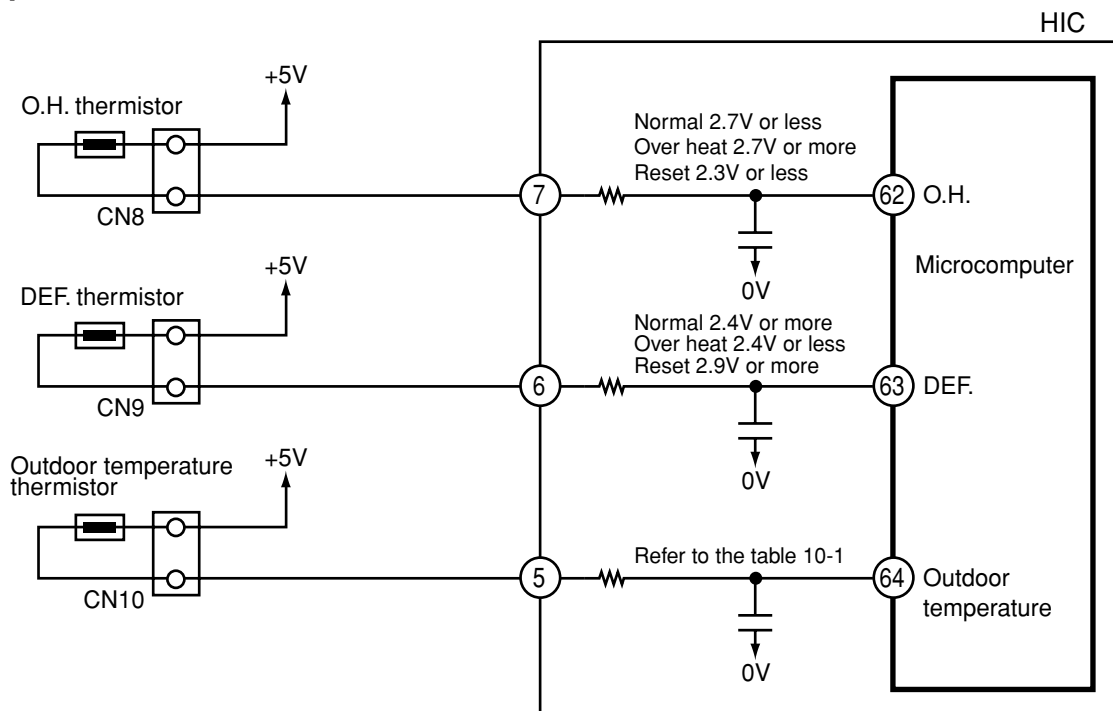 HIC
+5V
O.H. thermistor
CN8
7
Normal 2.7V or less
Over heat 2.7V or more
Reset 2.3V or less
0V
62
O.H.
Microcomputer
+5V
DEF. thermistor
CN9
6
Normal 2.4V or more
Over heat 2.4V or less
Reset 2.9V or more
0V
63
DEF.
Outdoor temperature
thermistor
+5V
CN10
5
Refer to the table 10-1
0V
64
Outdoor
temperature